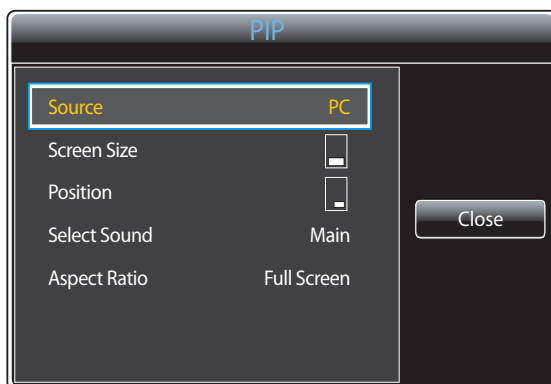 PIP
Source PC
Screen Size
Position
Select Sound Main
Aspect Ratio Full Screen
Close